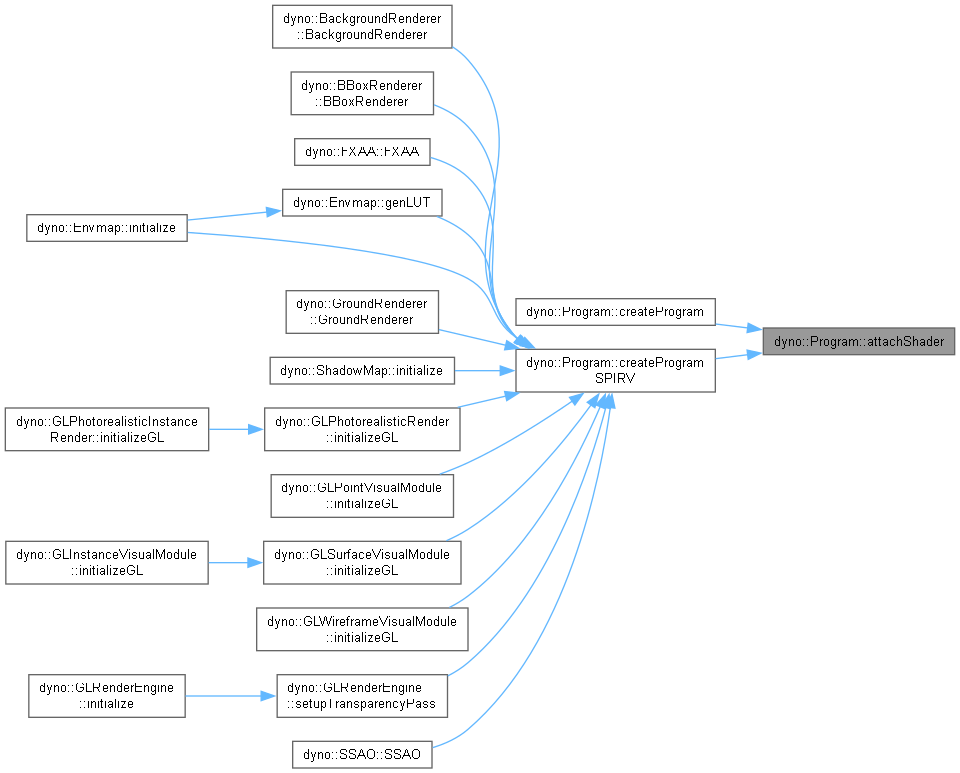 dyno::BackgroundRenderer
::BackgroundRenderer
dyno::BBoxRenderer
::BBoxRenderer
dyno::FXAA::FXAA
dyno::Envmap::genLUT
dyno::Envmap::initialize
dyno::GroundRenderer
::GroundRenderer
dyno::Program::createProgram
dyno::Program::attachShader
dyno::Program::createProgram
SPIRV
dyno::ShadowMap::initialize
dyno::GLPhotorealisticInstance
Render::initializeGL
dyno::GLPhotorealisticRender
::initializeGL
dyno::GLPointVisualModule
::initializeGL
dyno::GLInstanceVisualModule
::initializeGL
dyno::GLSurfaceVisualModule
::initializeGL
dyno::GLWireframeVisualModule
::initializeGL
dyno::GLRenderEngine
::initialize
dyno::GLRenderEngine
::setupTransparencyPass
dyno::SSAO::SSAO